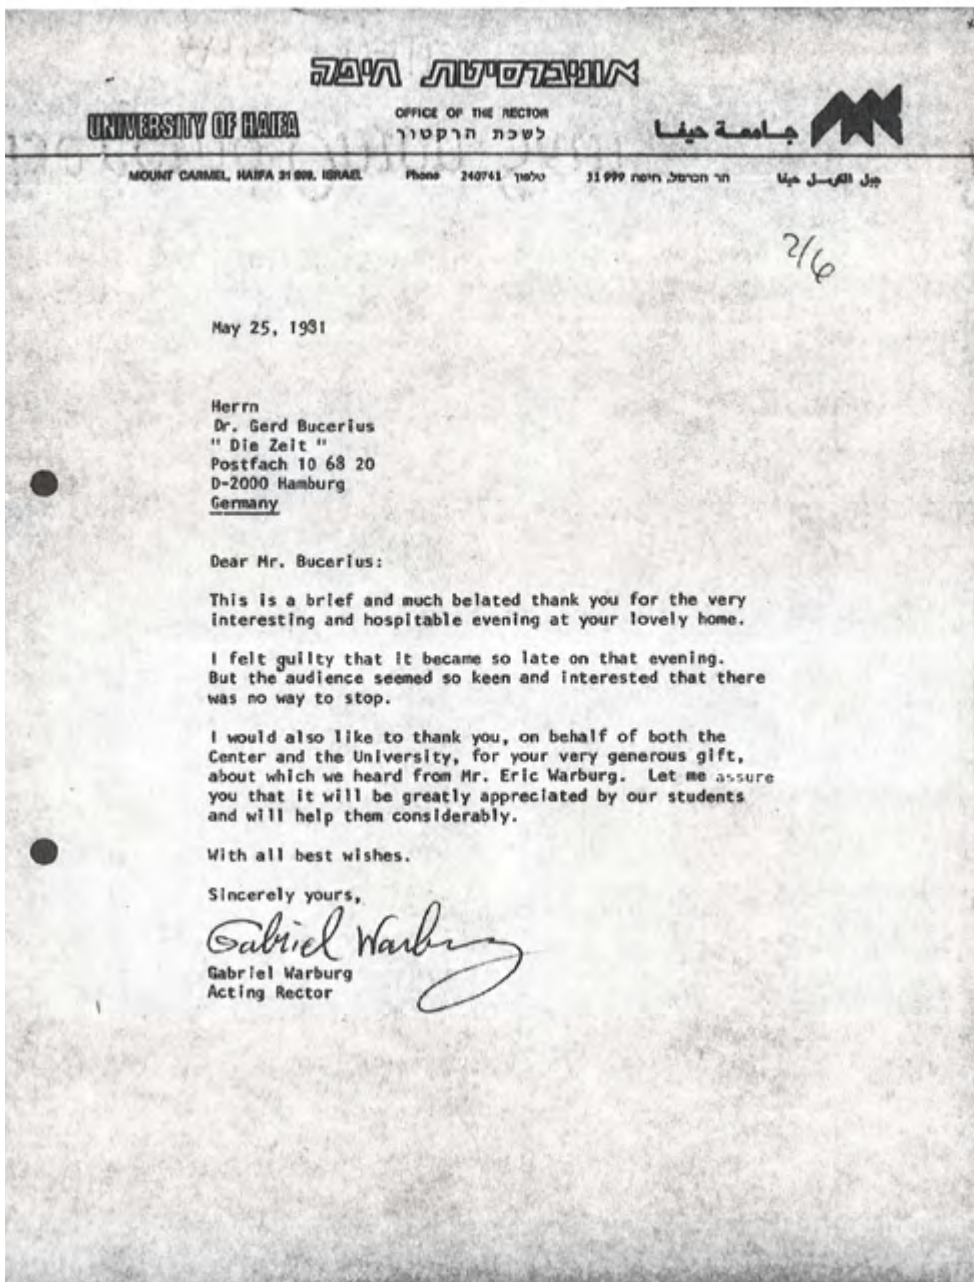 אוניברסיטת חיפה
UNIVERSITY OF HAIFA
OFFICE OF THE RECTOR
לשכת הרקטור
جامعة حيفا
MOUNT CARMEL, HAIFA 31 999, ISRAEL Phone 240741 טלפון הר הכרמל, חיפה 31 999 جبل الكرمل حيفا
2/6
May 25, 1981
Herrn
Dr. Gerd Bucerius
" Die Zeit "
Postfach 10 68 20
D-2000 Hamburg
Germany
Dear Mr. Bucerius:
This is a brief and much belated thank you for the very
interesting and hospitable evening at your lovely home.
I felt guilty that it became so late on that evening.
But the audience seemed so keen and interested that there
was no way to stop.
I would also like to thank you, on behalf of both the
Center and the University, for your very generous gift,
about which we heard from Mr. Eric Warburg. Let me assure
you that it will be greatly appreciated by our students
and will help them considerably.
With all best wishes.
Sincerely yours,
Gabriel Warburg
Gabriel Warburg
Acting Rector